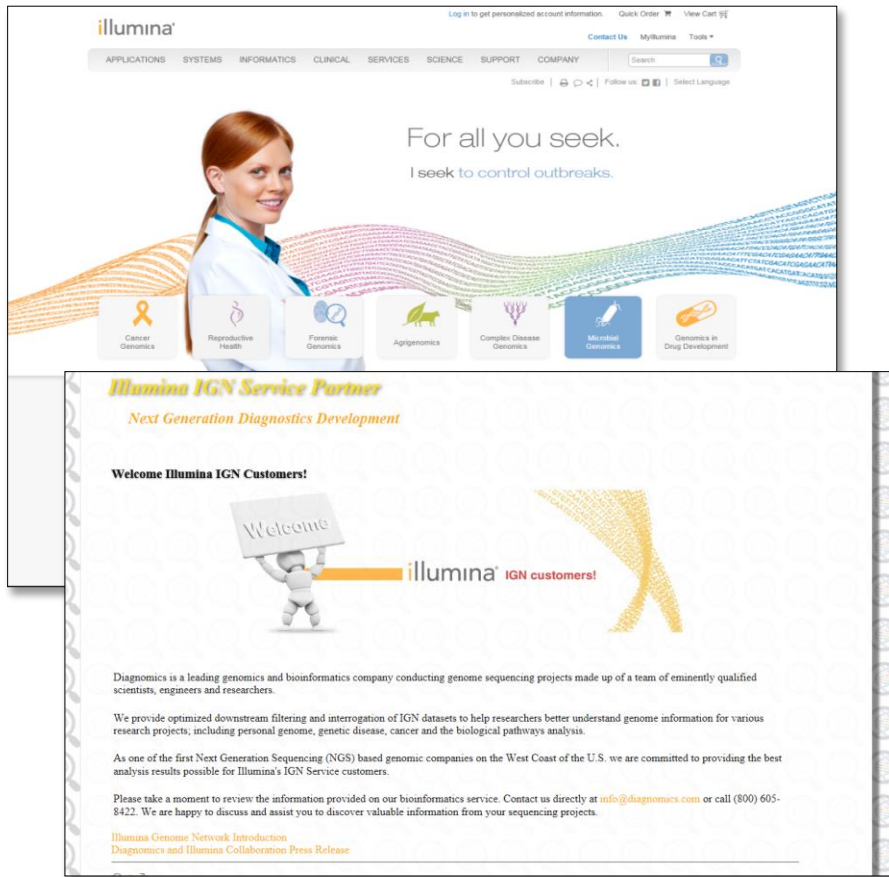 Log in to get personalized account information. Quick Order View Cart
illumina®
Contact Us MyIllumina Tools
APPLICATIONS SYSTEMS INFORMATICS CLINICAL SERVICES SCIENCE SUPPORT COMPANY Search
Subscribe | | Follow us: | Select Language
For all you seek.
I seek to control outbreaks.
Cancer Genomics
Reproductive Health
Forensic Genomics
Agrigenomics
Complex Disease Genomics
Microbial Genomics
Genomics in Drug Development
Illumina IGN Service Partner
Next Generation Diagnostics Development
Welcome Illumina IGN Customers!
Welcome
illumina® IGN customers!
Diagnomics is a leading genomics and bioinformatics company conducting genome sequencing projects made up of a team of eminently qualified
scientists, engineers and researchers.
We provide optimized downstream filtering and interrogation of IGN datasets to help researchers better understand genome information for various
research projects; including personal genome, genetic disease, cancer and the biological pathways analysis.
As one of the first Next Generation Sequencing (NGS) based genomic companies on the West Coast of the U.S. we are committed to providing the best
analysis results possible for Illumina's IGN Service customers.
Please take a moment to review the information provided on our bioinformatics service. Contact us directly at info@diagnomics.com or call (800) 605-
8422. We are happy to discuss and assist you to discover valuable information from your sequencing projects.
Illumina Genome Network Introduction
Diagnomics and Illumina Collaboration Press Release